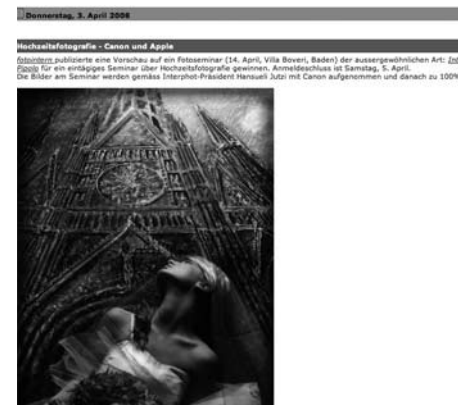 Donnerstag, 3. April 2008
Hochzeitsfotografie - Canon und Apple
fotointern publizierte eine Vorschau auf ein Fotoseminar (14. April, Villa Boveri, Baden) der aussergewöhnlichen Art: Int
für ein eintägiges Seminar über Hochzeitsfotografie gewinnen. Anmeldeschluss ist Samstag, 5. April.
Die Bilder am Seminar werden gemäss Interphot-Präsident Hansueli Jutzi mit Canon aufgenommen und danach zu 100%